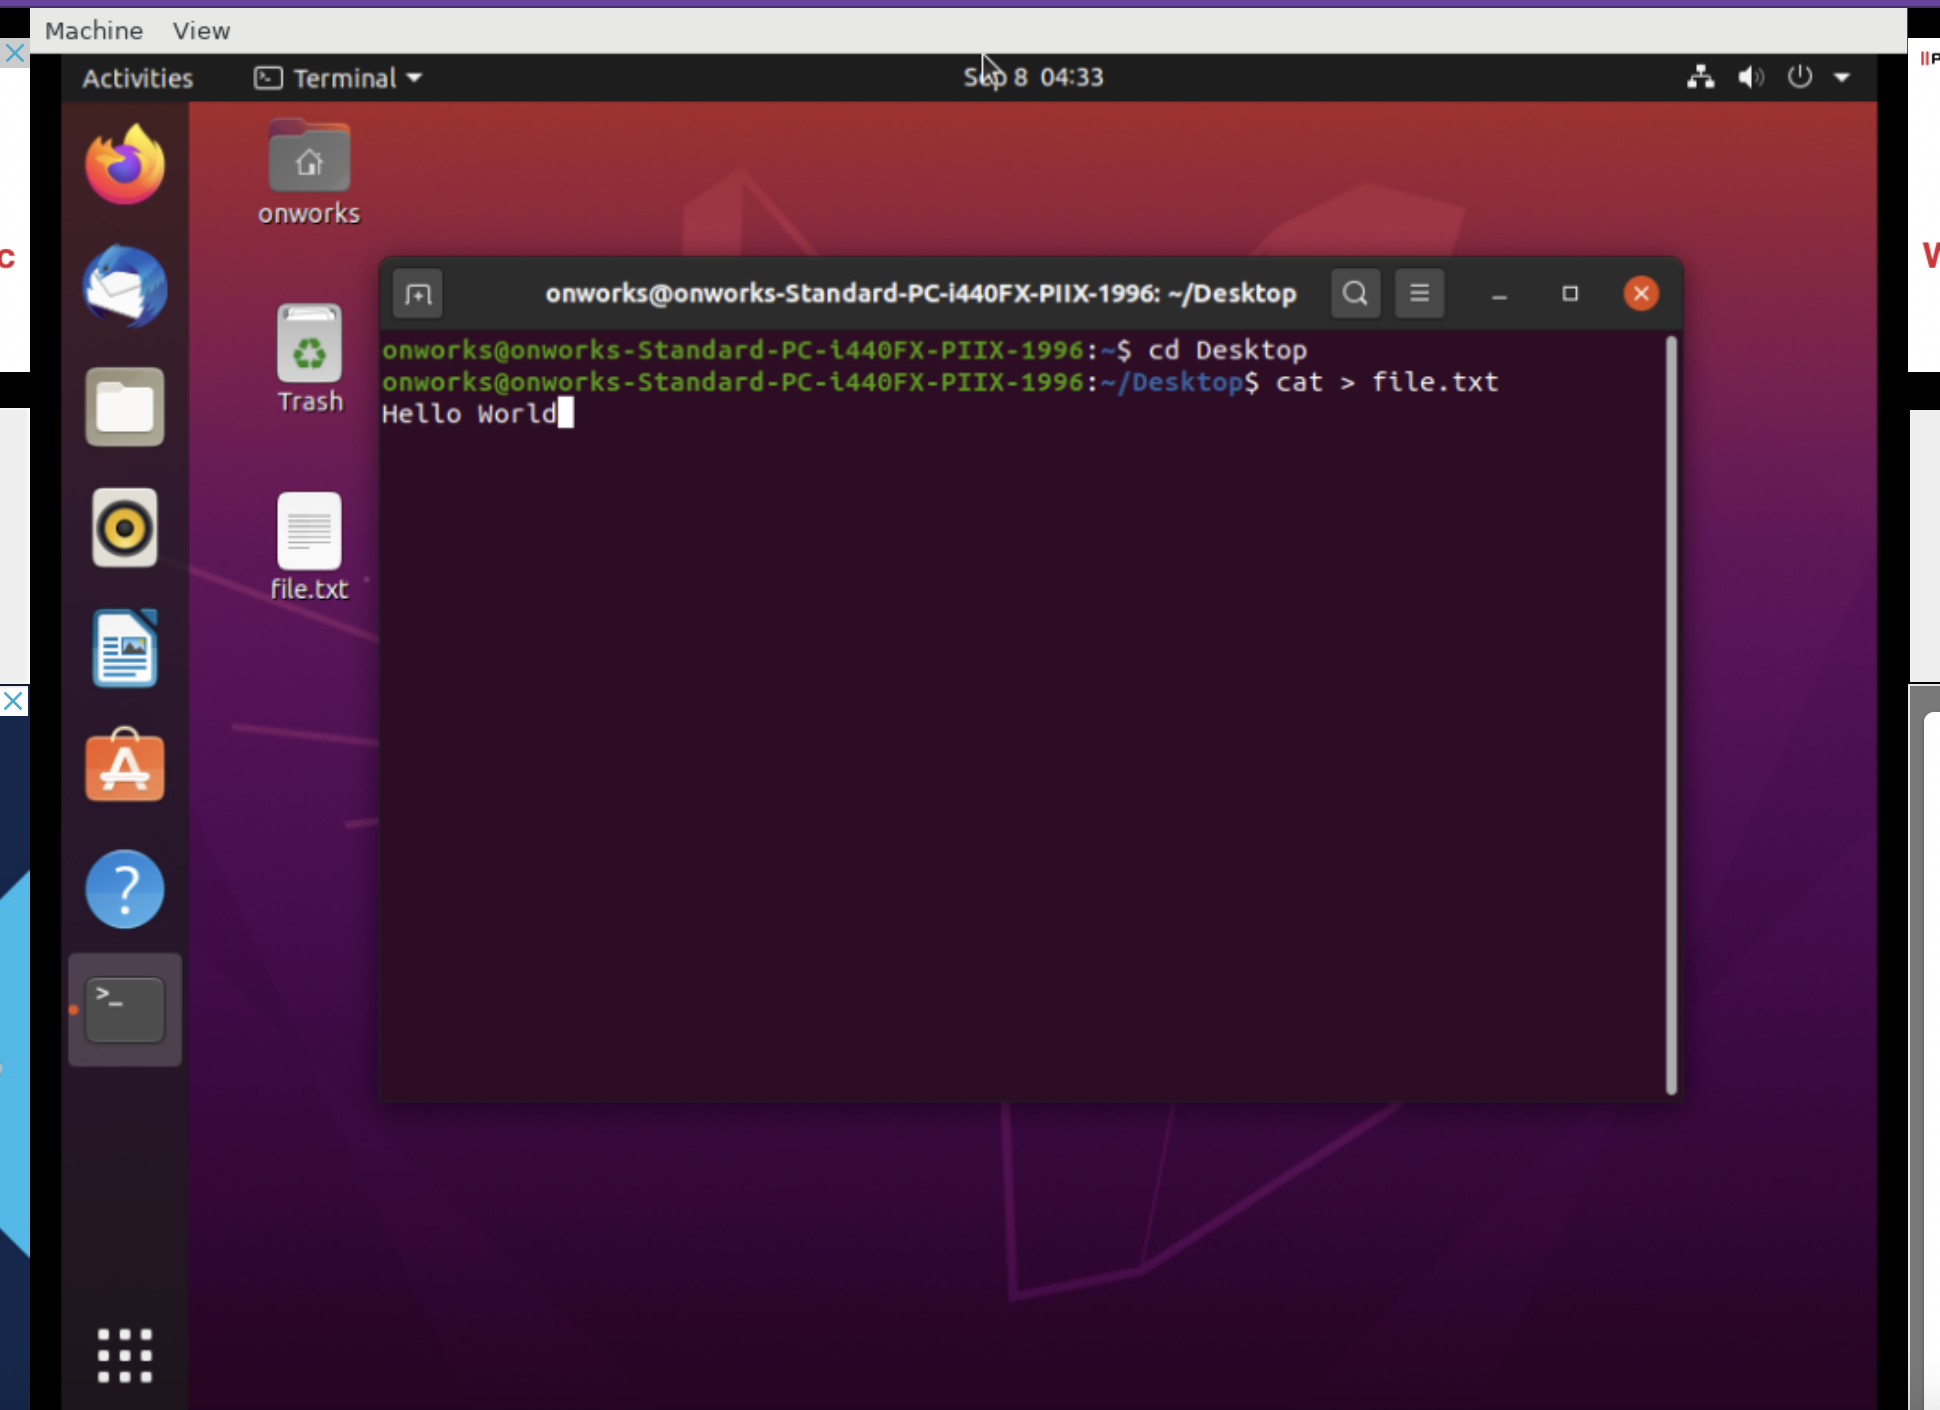 Machine View
Activities Terminal Sep 8 04:33
onworks
Trash
file.txt
onworks@onworks-Standard-PC-i440FX-PIIX-1996: ~/Desktop
onworks@onworks-Standard-PC-i440FX-PIIX-1996:~$ cd Desktop
onworks@onworks-Standard-PC-i440FX-PIIX-1996:~/Desktop$ cat > file.txt
Hello World